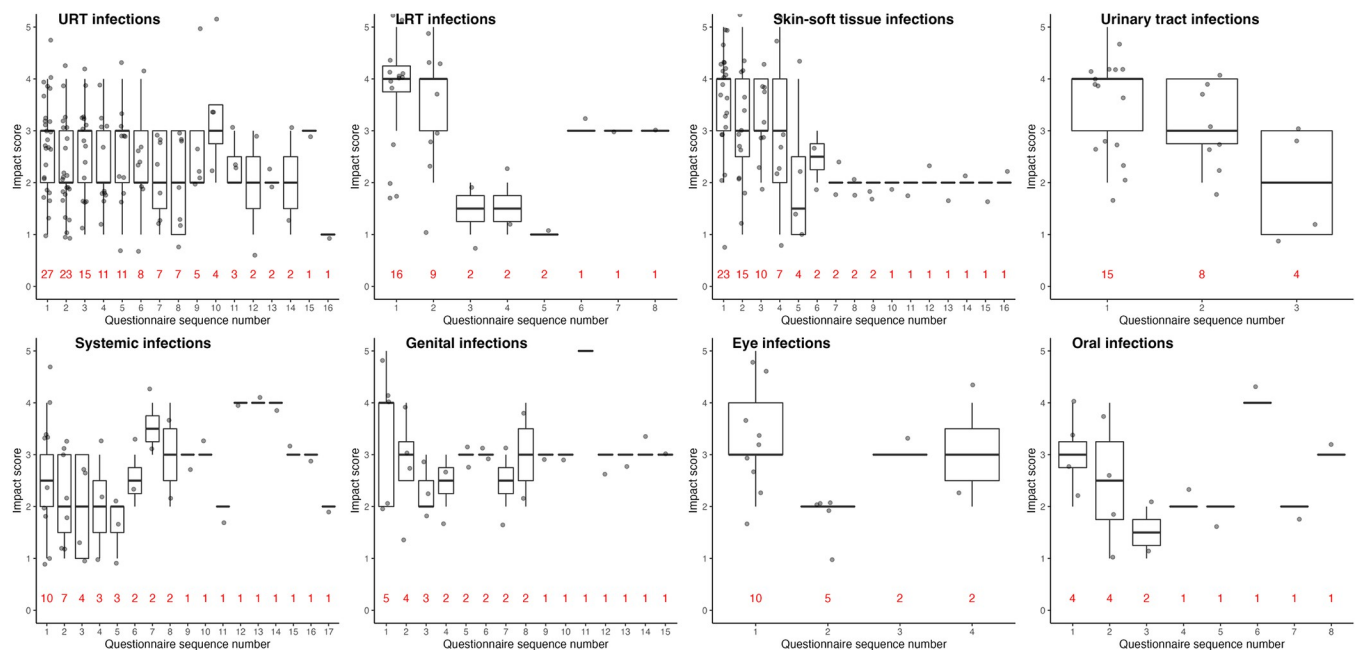 URT infections
LRT infections
Skin-soft tissue infections
Urinary tract infections
Impact score
5
4
3
2
1
0
27 23 15 11 11 8 7 7 5 4 3 2 2 2 1 1
1 2 3 4 5 6 7 8 9 10 11 12 13 14 15 16
Questionnaire sequence number
Impact score
5
4
3
2
1
0
16 9 2 2 2 1 1 1
1 2 3 4 5 6 7 8
Questionnaire sequence number
Impact score
5
4
3
2
1
0
23 15 10 7 4 2 2 2 2 1 1 1 1 1 1 1
1 2 3 4 5 6 7 8 9 10 11 12 13 14 15 16
Questionnaire sequence number
Impact score
5
4
3
2
1
0
15 8 4
1 2 3
Questionnaire sequence number
Systemic infections
Genital infections
Eye infections
Oral infections
Impact score
5
4
3
2
1
0
10 7 4 3 3 2 2 2 1 1 1 1 1 1 1 1 1
1 2 3 4 5 6 7 8 9 10 11 12 13 14 15 16 17
Questionnaire sequence number
Impact score
5
4
3
2
1
0
5 4 3 2 2 2 2 2 1 1 1 1 1 1 1
1 2 3 4 5 6 7 8 9 10 11 12 13 14 15
Questionnaire sequence number
Impact score
5
4
3
2
1
0
10 5 2 2
1 2 3 4
Questionnaire sequence number
Impact score
5
4
3
2
1
0
4 4 2 1 1 1 1 1
1 2 3 4 5 6 7 8
Questionnaire sequence number